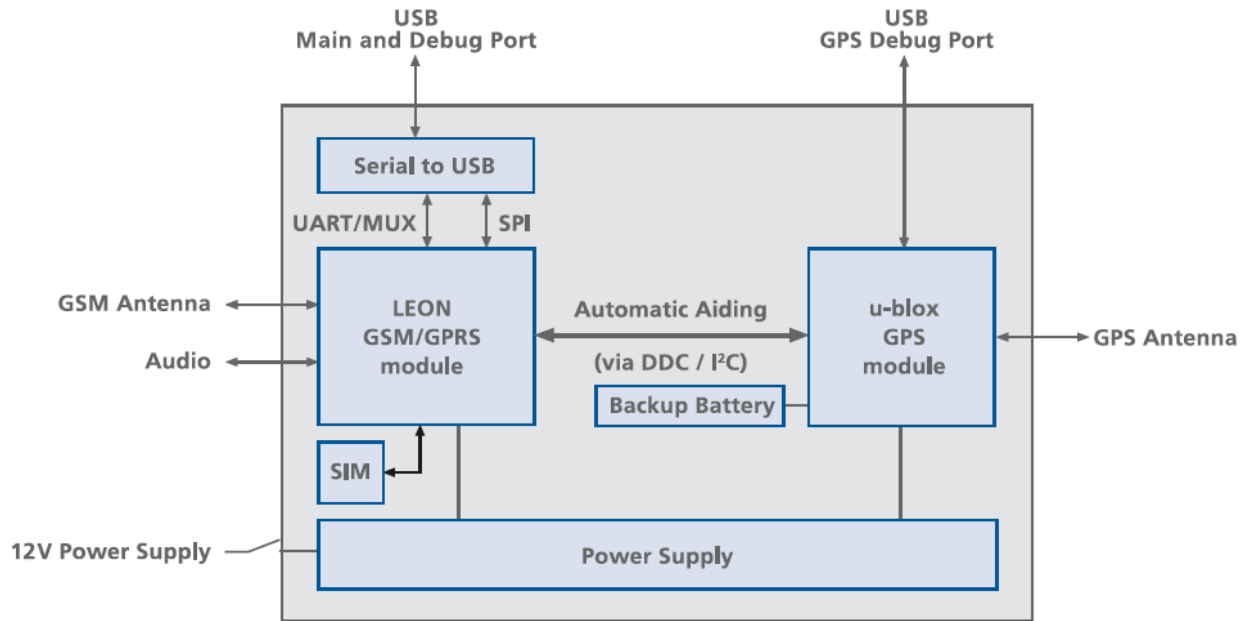 USB
Main and Debug Port
USB
GPS Debug Port
Serial to USB
UART/MUX
SPI
GSM Antenna
Audio
LEON
GSM/GPRS
module
Automatic Aiding
(via DDC / I²C)
u-blox
GPS
module
GPS Antenna
Backup Battery
SIM
12V Power Supply
Power Supply